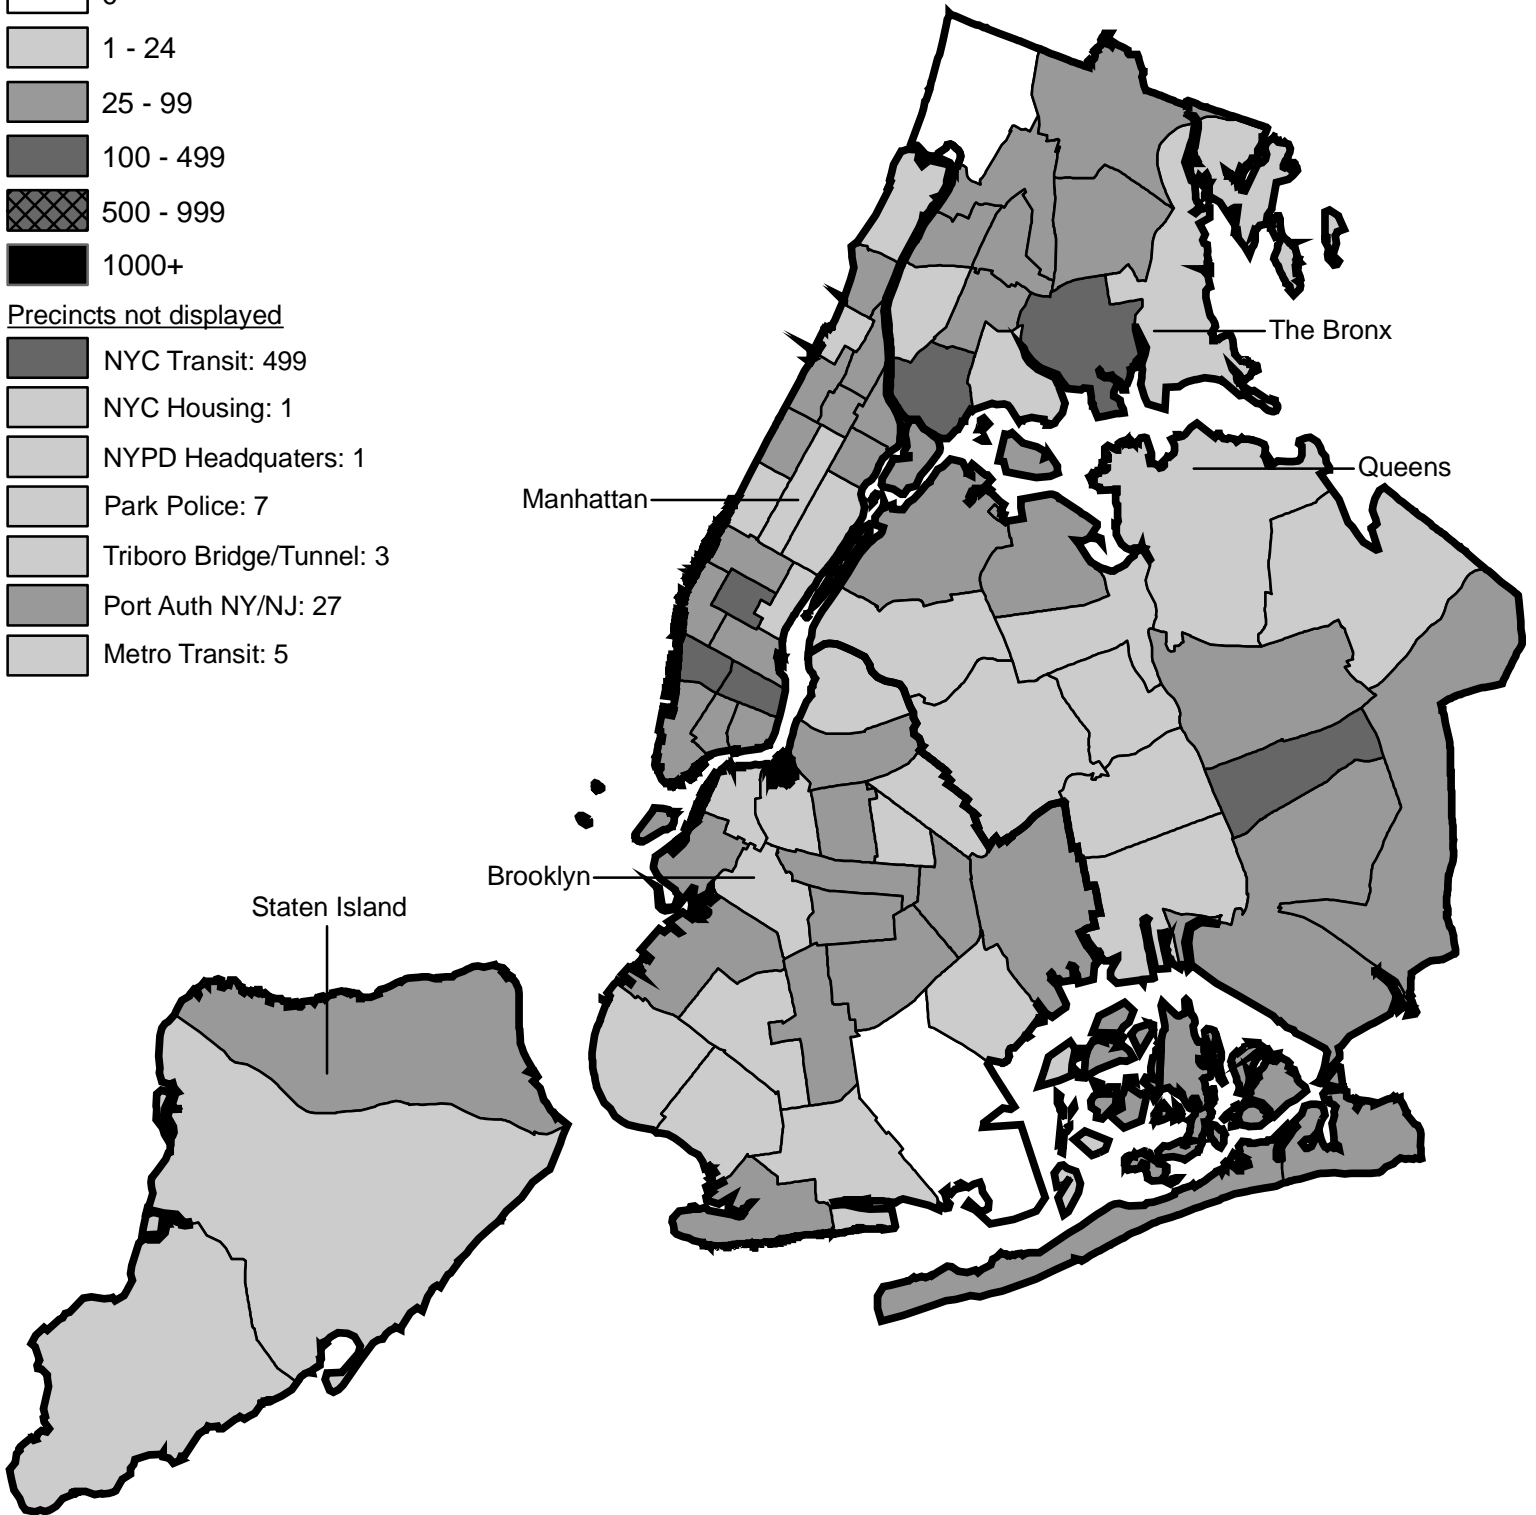 1 - 24
25 - 99
100 - 499
500 - 999
1000+
Precincts not displayed
NYC Transit: 499
NYC Housing: 1
NYPD Headquaters: 1
Park Police: 7
Triboro Bridge/Tunnel: 3
Port Auth NY/NJ: 27
Metro Transit: 5
The Bronx
Queens
Manhattan
Brooklyn
Staten Island